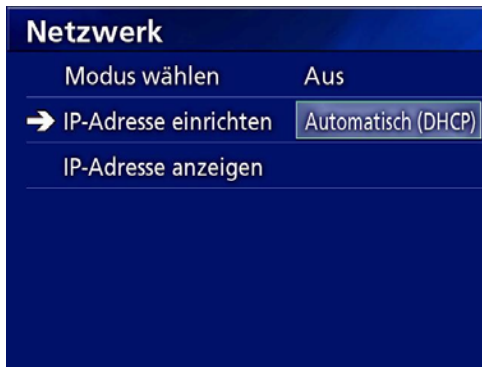 Netzwerk
Modus wählen Aus
IP-Adresse einrichten Automatisch (DHCP)
IP-Adresse anzeigen